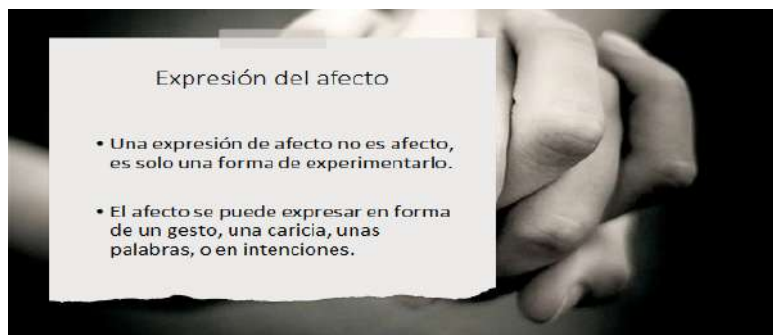 Expresión del afecto
• Una expresión de afecto no es afecto,
es solo una forma de experimentarlo.
• El afecto se puede expresar en forma
de un gesto, una caricia, unas
palabras, o en intenciones.